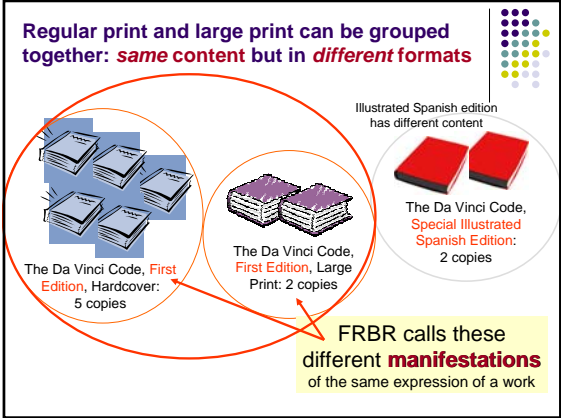 Regular print and large print can be grouped
together: same content but in different formats
Illustrated Spanish edition
has different content
The Da Vinci Code, First
Edition, Hardcover:
5 copies
The Da Vinci Code,
First Edition, Large
Print: 2 copies
The Da Vinci Code,
Special Illustrated
Spanish Edition:
2 copies
FRBR calls these
different manifestations
of the same expression of a work